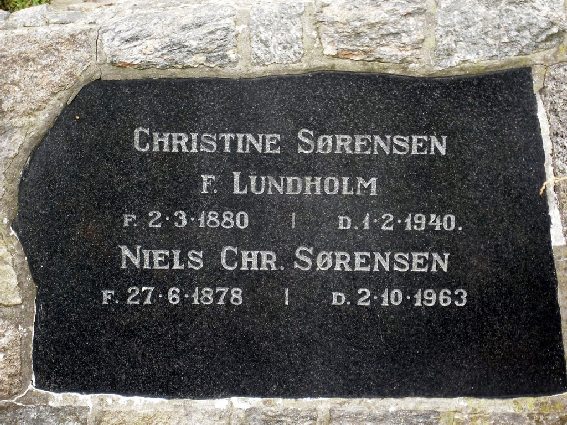 CHRISTINE SØRENSEN
F. LUNDHOLM
F. 2·3·1880 | D. 1·2·1940.
NIELS CHR. SØRENSEN
F. 27·6·1878 | D. 2·10·1963